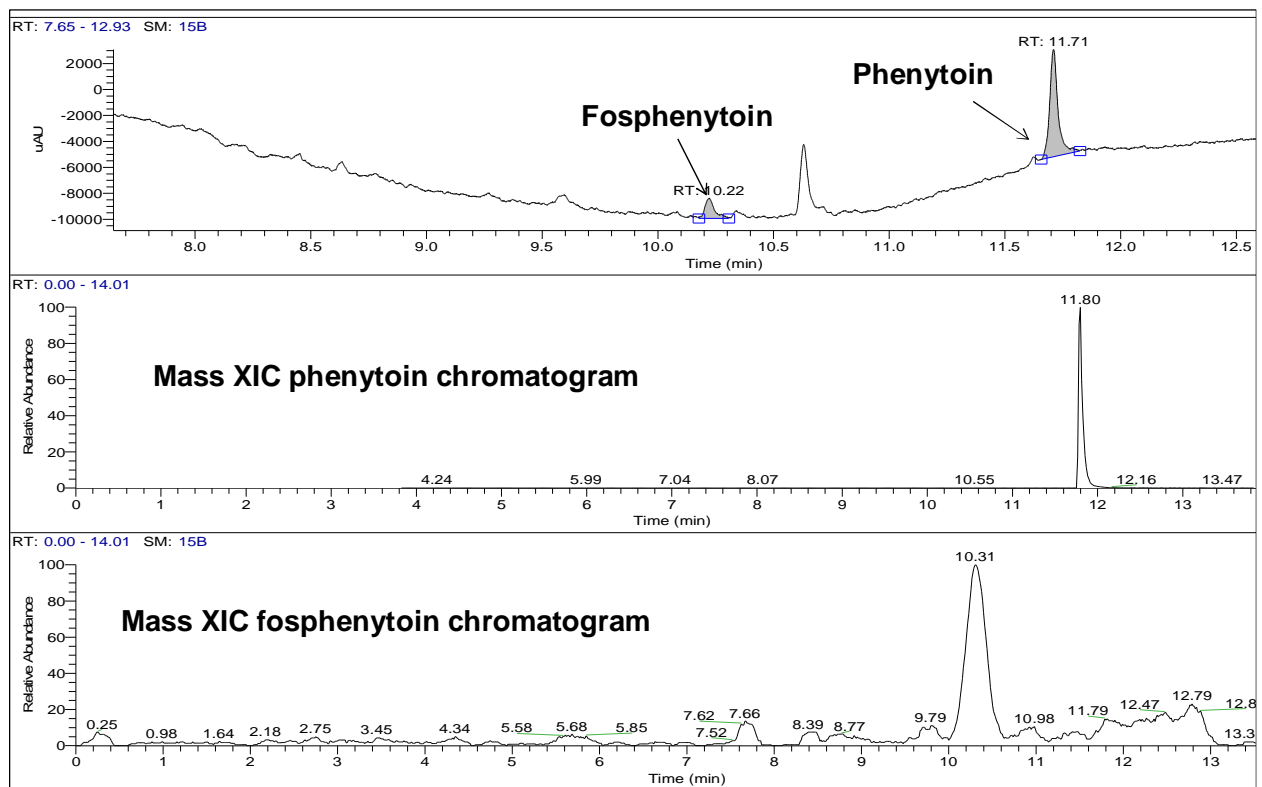 RT: 7.65 - 12.93 SM: 15B
RT: 11.71
2000
Phenytoin
0
Fosphenytoin
-2000
uAU
-4000
-6000
RT: 10.22
-8000
-10000
8.0 8.5 9.0 9.5 10.0 10.5 11.0 11.5 12.0 12.5
Time (min)
RT: 0.00 - 14.01
100
11.80
80
Mass XIC phenytoin chromatogram
60
Relative Abundance
40
20
4.24 5.99 7.04 8.07 10.55 12.16 13.47
0
0 1 2 3 4 5 6 7 8 9 10 11 12 13
Time (min)
RT: 0.00 - 14.01 SM: 15B
100
10.31
80
Mass XIC fosphenytoin chromatogram
60
Relative Abundance
40
20
0.25 0.98 1.64 2.18 2.75 3.45 4.34 5.58 5.68 5.85 7.52 7.62 7.66 8.39 8.77 9.79 10.98 11.79 12.47 12.79 12.8
13.3
0
0 1 2 3 4 5 6 7 8 9 10 11 12 13
Time (min)